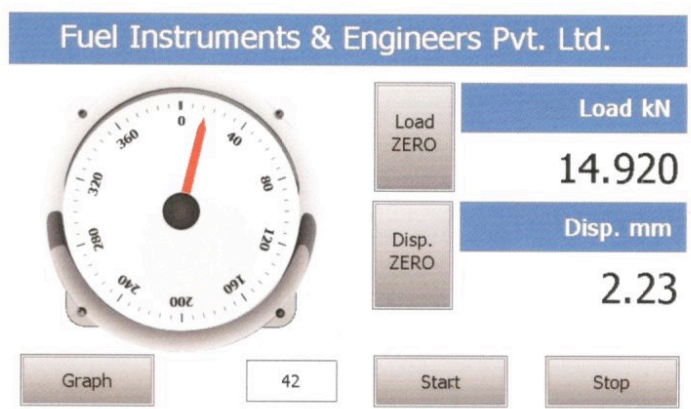 Fuel Instruments & Engineers Pvt. Ltd.
0
40
80
120
160
200
240
280
320
360
Load
ZERO
Load kN
14.920
Disp.
ZERO
Disp. mm
2.23
Graph
42
Start
Stop